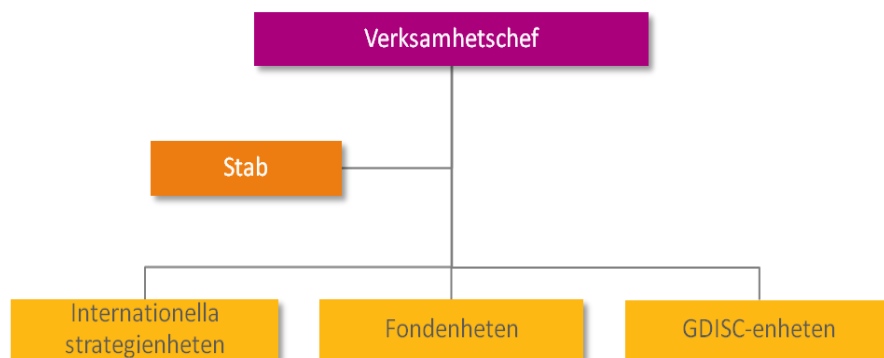 Verksamhetschef
Stab
Internationella
strategienheten
Fondenheten
GDISC-enheten